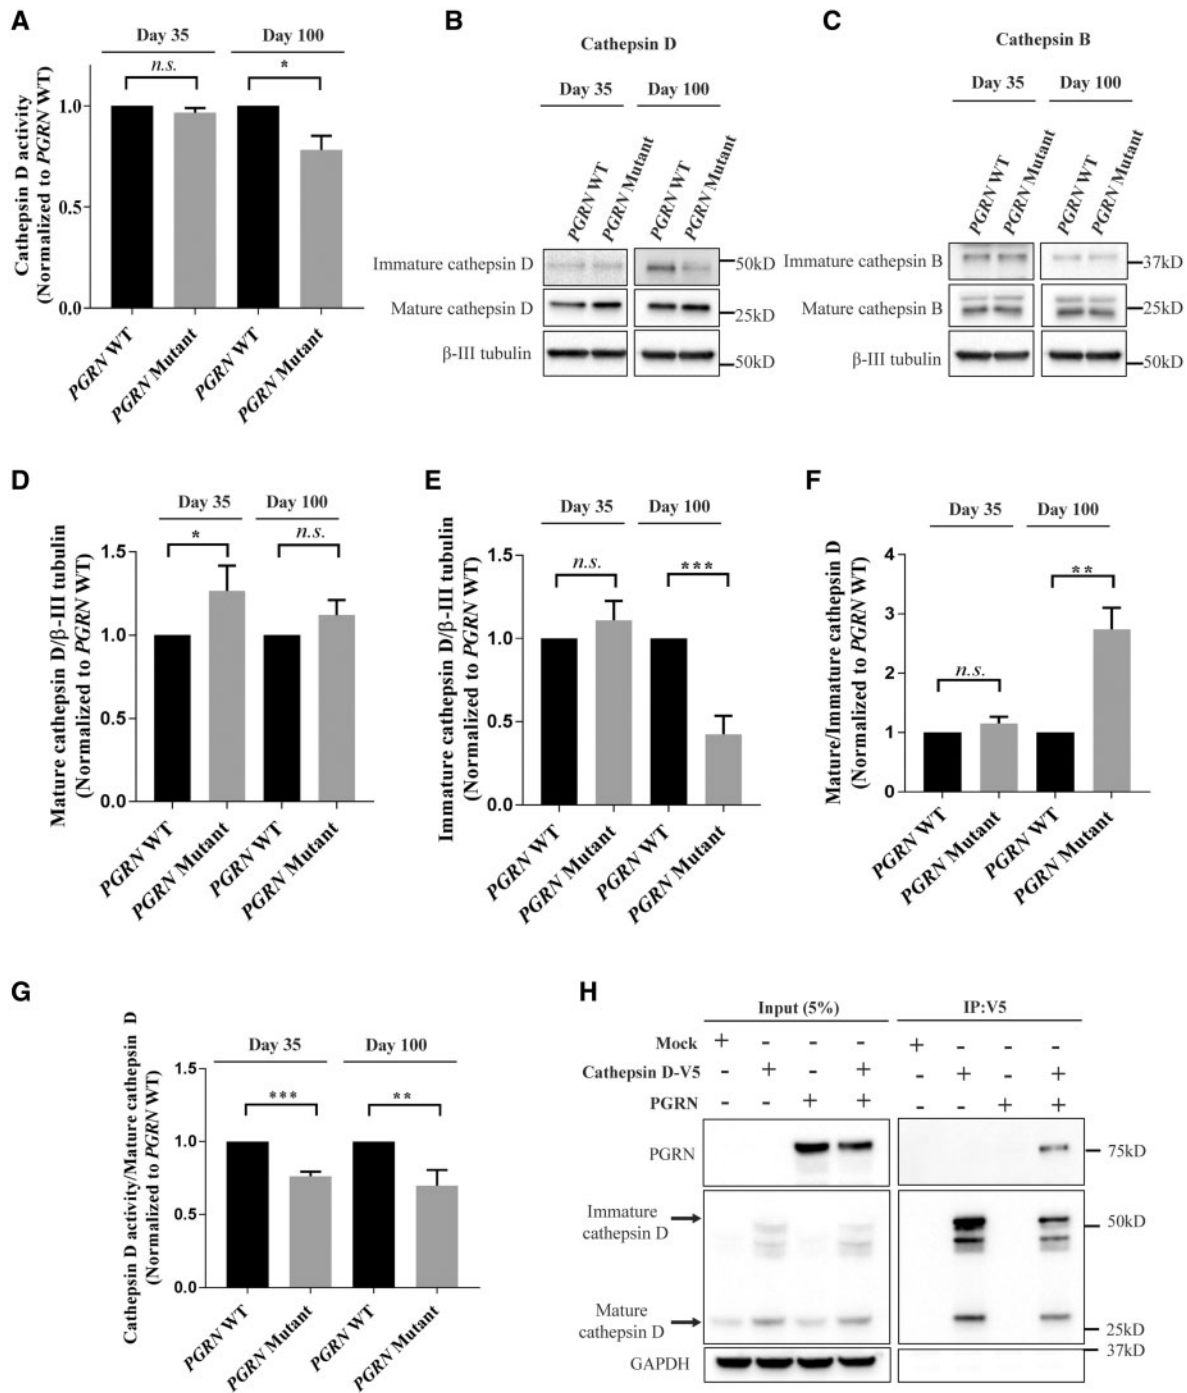 A
Day 35
Day 100
n.s.
*
Cathepsin D activity
(Normalized to PGRN WT)
1.0
0.5
0.0
PGRN WT
PGRN Mutant
PGRN WT
PGRN Mutant
B
Cathepsin D
Day 35
Day 100
PGRN WT
PGRN Mutant
PGRN WT
PGRN Mutant
Immature cathepsin D
50kD
Mature cathepsin D
25kD
β-III tubulin
50kD
C
Cathepsin B
Day 35
Day 100
PGRN WT
PGRN Mutant
PGRN WT
PGRN Mutant
Immature cathepsin B
37kD
Mature cathepsin B
25kD
β-III tubulin
50kD
D
Day 35
Day 100
*
n.s.
Mature cathepsin D/β-III tubulin
(Normalized to PGRN WT)
1.5
1.0
0.5
0.0
PGRN WT
PGRN Mutant
PGRN WT
PGRN Mutant
E
Day 35
Day 100
n.s.
***
Immature cathepsin D/β-III tubulin
(Normalized to PGRN WT)
1.5
1.0
0.5
0.0
PGRN WT
PGRN Mutant
PGRN WT
PGRN Mutant
F
Day 35
Day 100
n.s.
**
Mature/Immature cathepsin D
(Normalized to PGRN WT)
4
3
2
1
0
PGRN WT
PGRN Mutant
PGRN WT
PGRN Mutant
G
Day 35
Day 100
***
**
Cathepsin D activity/Mature cathepsin D
(Normalized to PGRN WT)
1.5
1.0
0.5
0.0
PGRN WT
PGRN Mutant
PGRN WT
PGRN Mutant
H
Input (5%)
IP:V5
Mock + - - - + - - -
Cathepsin D-V5 - + - + - + - +
PGRN - - + + - - + +
PGRN
75kD
Immature
cathepsin D
50kD
Mature
cathepsin D
25kD
37kD
GAPDH